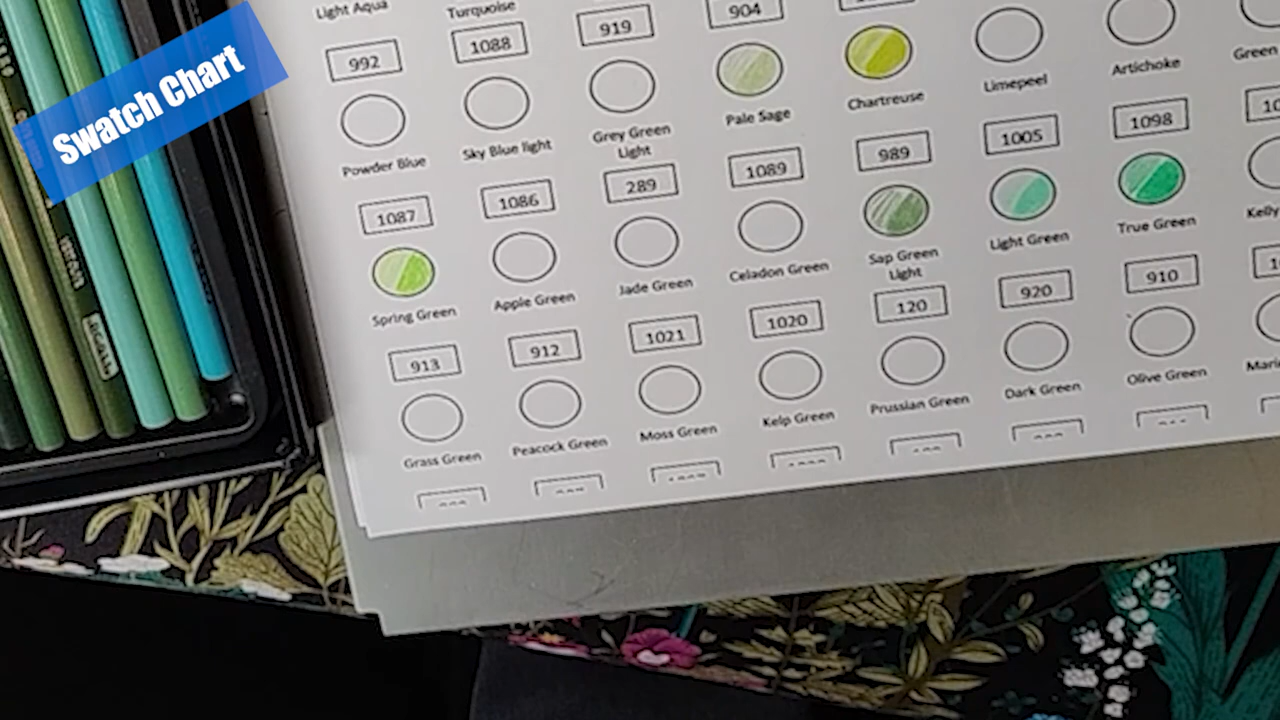 Swatch Chart
Light Aqua
Turquoise
992
1088
919
904
Powder Blue
Sky Blue light
Grey Green
Light
Pale Sage
Chartreuse
Limepeel
Artichoke
Green
1087
1086
289
1089
989
1005
1098
Spring Green
Apple Green
Jade Green
Celadon Green
Sap Green
Light
Light Green
True Green
Kelly
913
912
1021
1020
120
920
910
Grass Green
Peacock Green
Moss Green
Kelp Green
Prussian Green
Dark Green
Olive Green